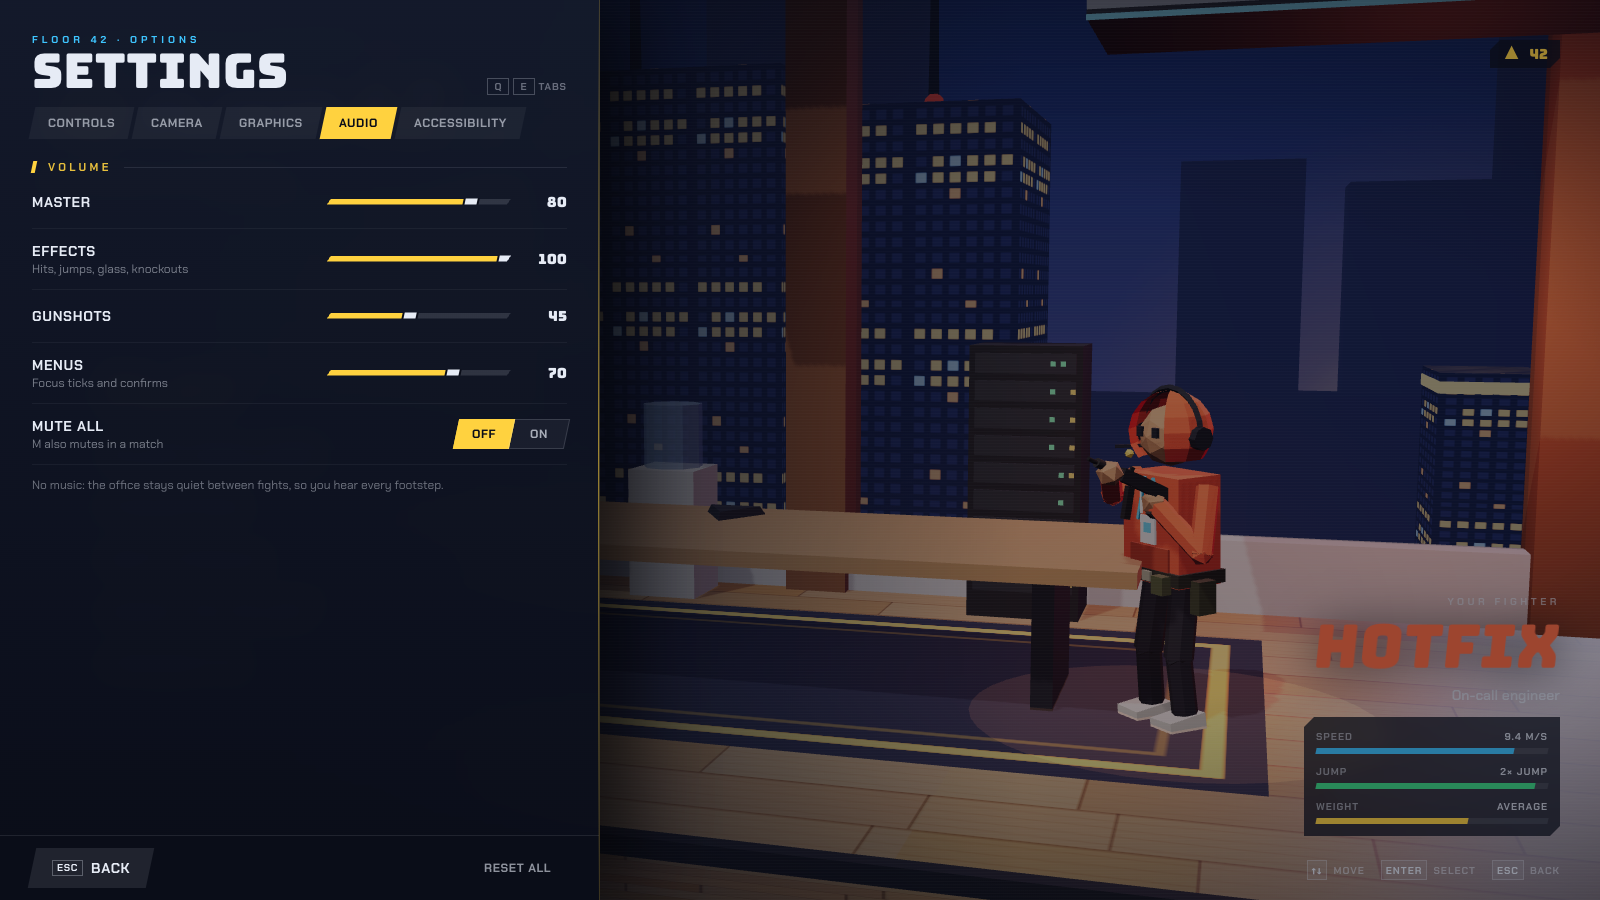 FLOOR 42 · OPTIONS
SETTINGS
Q E TABS
CONTROLS CAMERA GRAPHICS AUDIO ACCESSIBILITY
VOLUME
MASTER 80
EFFECTS 100
Hits, jumps, glass, knockouts
GUNSHOTS 45
MENUS 70
Focus ticks and confirms
MUTE ALL OFF ON
M also mutes in a match
No music: the office stays quiet between fights, so you hear every footstep.
ESC BACK RESET ALL
42
YOUR FIGHTER
HOTFIX
On-call engineer
SPEED 9.4 M/S
JUMP 2× JUMP
WEIGHT AVERAGE
↑↓ MOVE ENTER SELECT ESC BACK